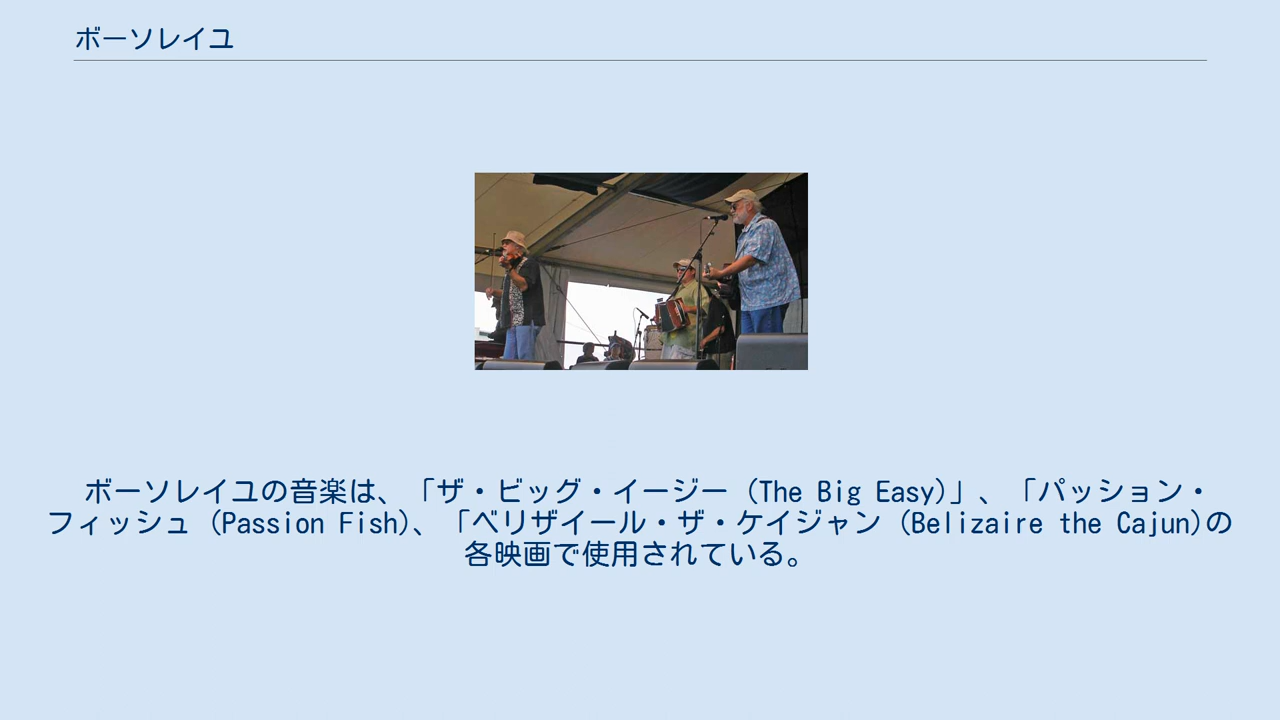 ボーソレイユ
ボーソレイユの音楽は、「ザ・ビッグ・イージー (The Big Easy)」、「パッション・
フィッシュ (Passion Fish)、「ベリザイール・ザ・ケイジャン (Belizaire the Cajun)の
各映画で使用されている。